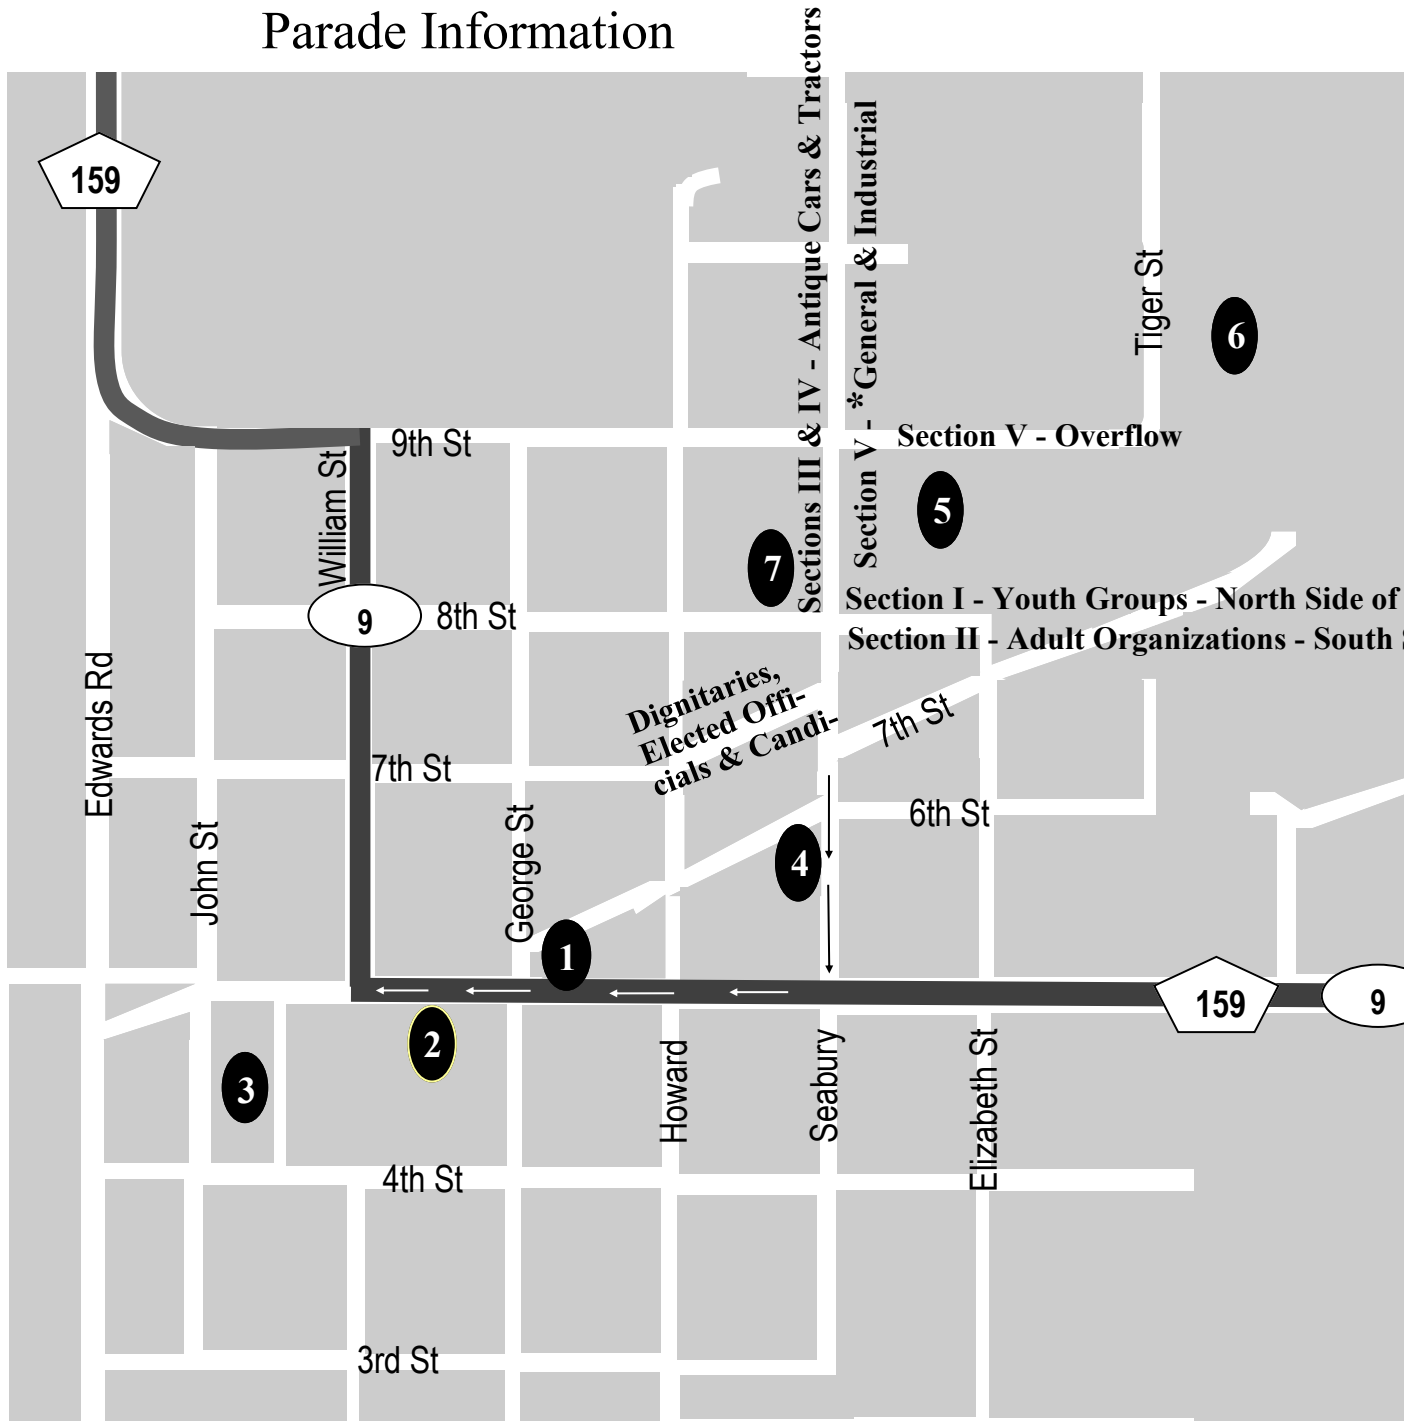 Parade Information
Sections III & IV - Antique Cars & Tractors
Section V - *General & Industrial
159
Tiger St
6
9th St
Section V - Overflow
William St
5
7
9
8th St
Section I - Youth Groups - North Side of
Section II - Adult Organizations - South
Edwards Rd
Dignitaries,
Elected Offi-
cials & Candi-
7th St
7th St
6th St
John St
George St
4
1
159
9
2
3
Howard
Seabury
Elizabeth St
4th St
3rd St